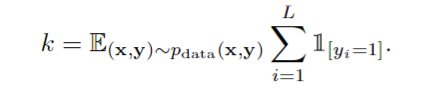 k = 𝔼_{(𝐱,𝐲)∼p_data(𝐱,𝐲)} ∑_{i=1}^{L} 𝟙_{[y_i=1]}.